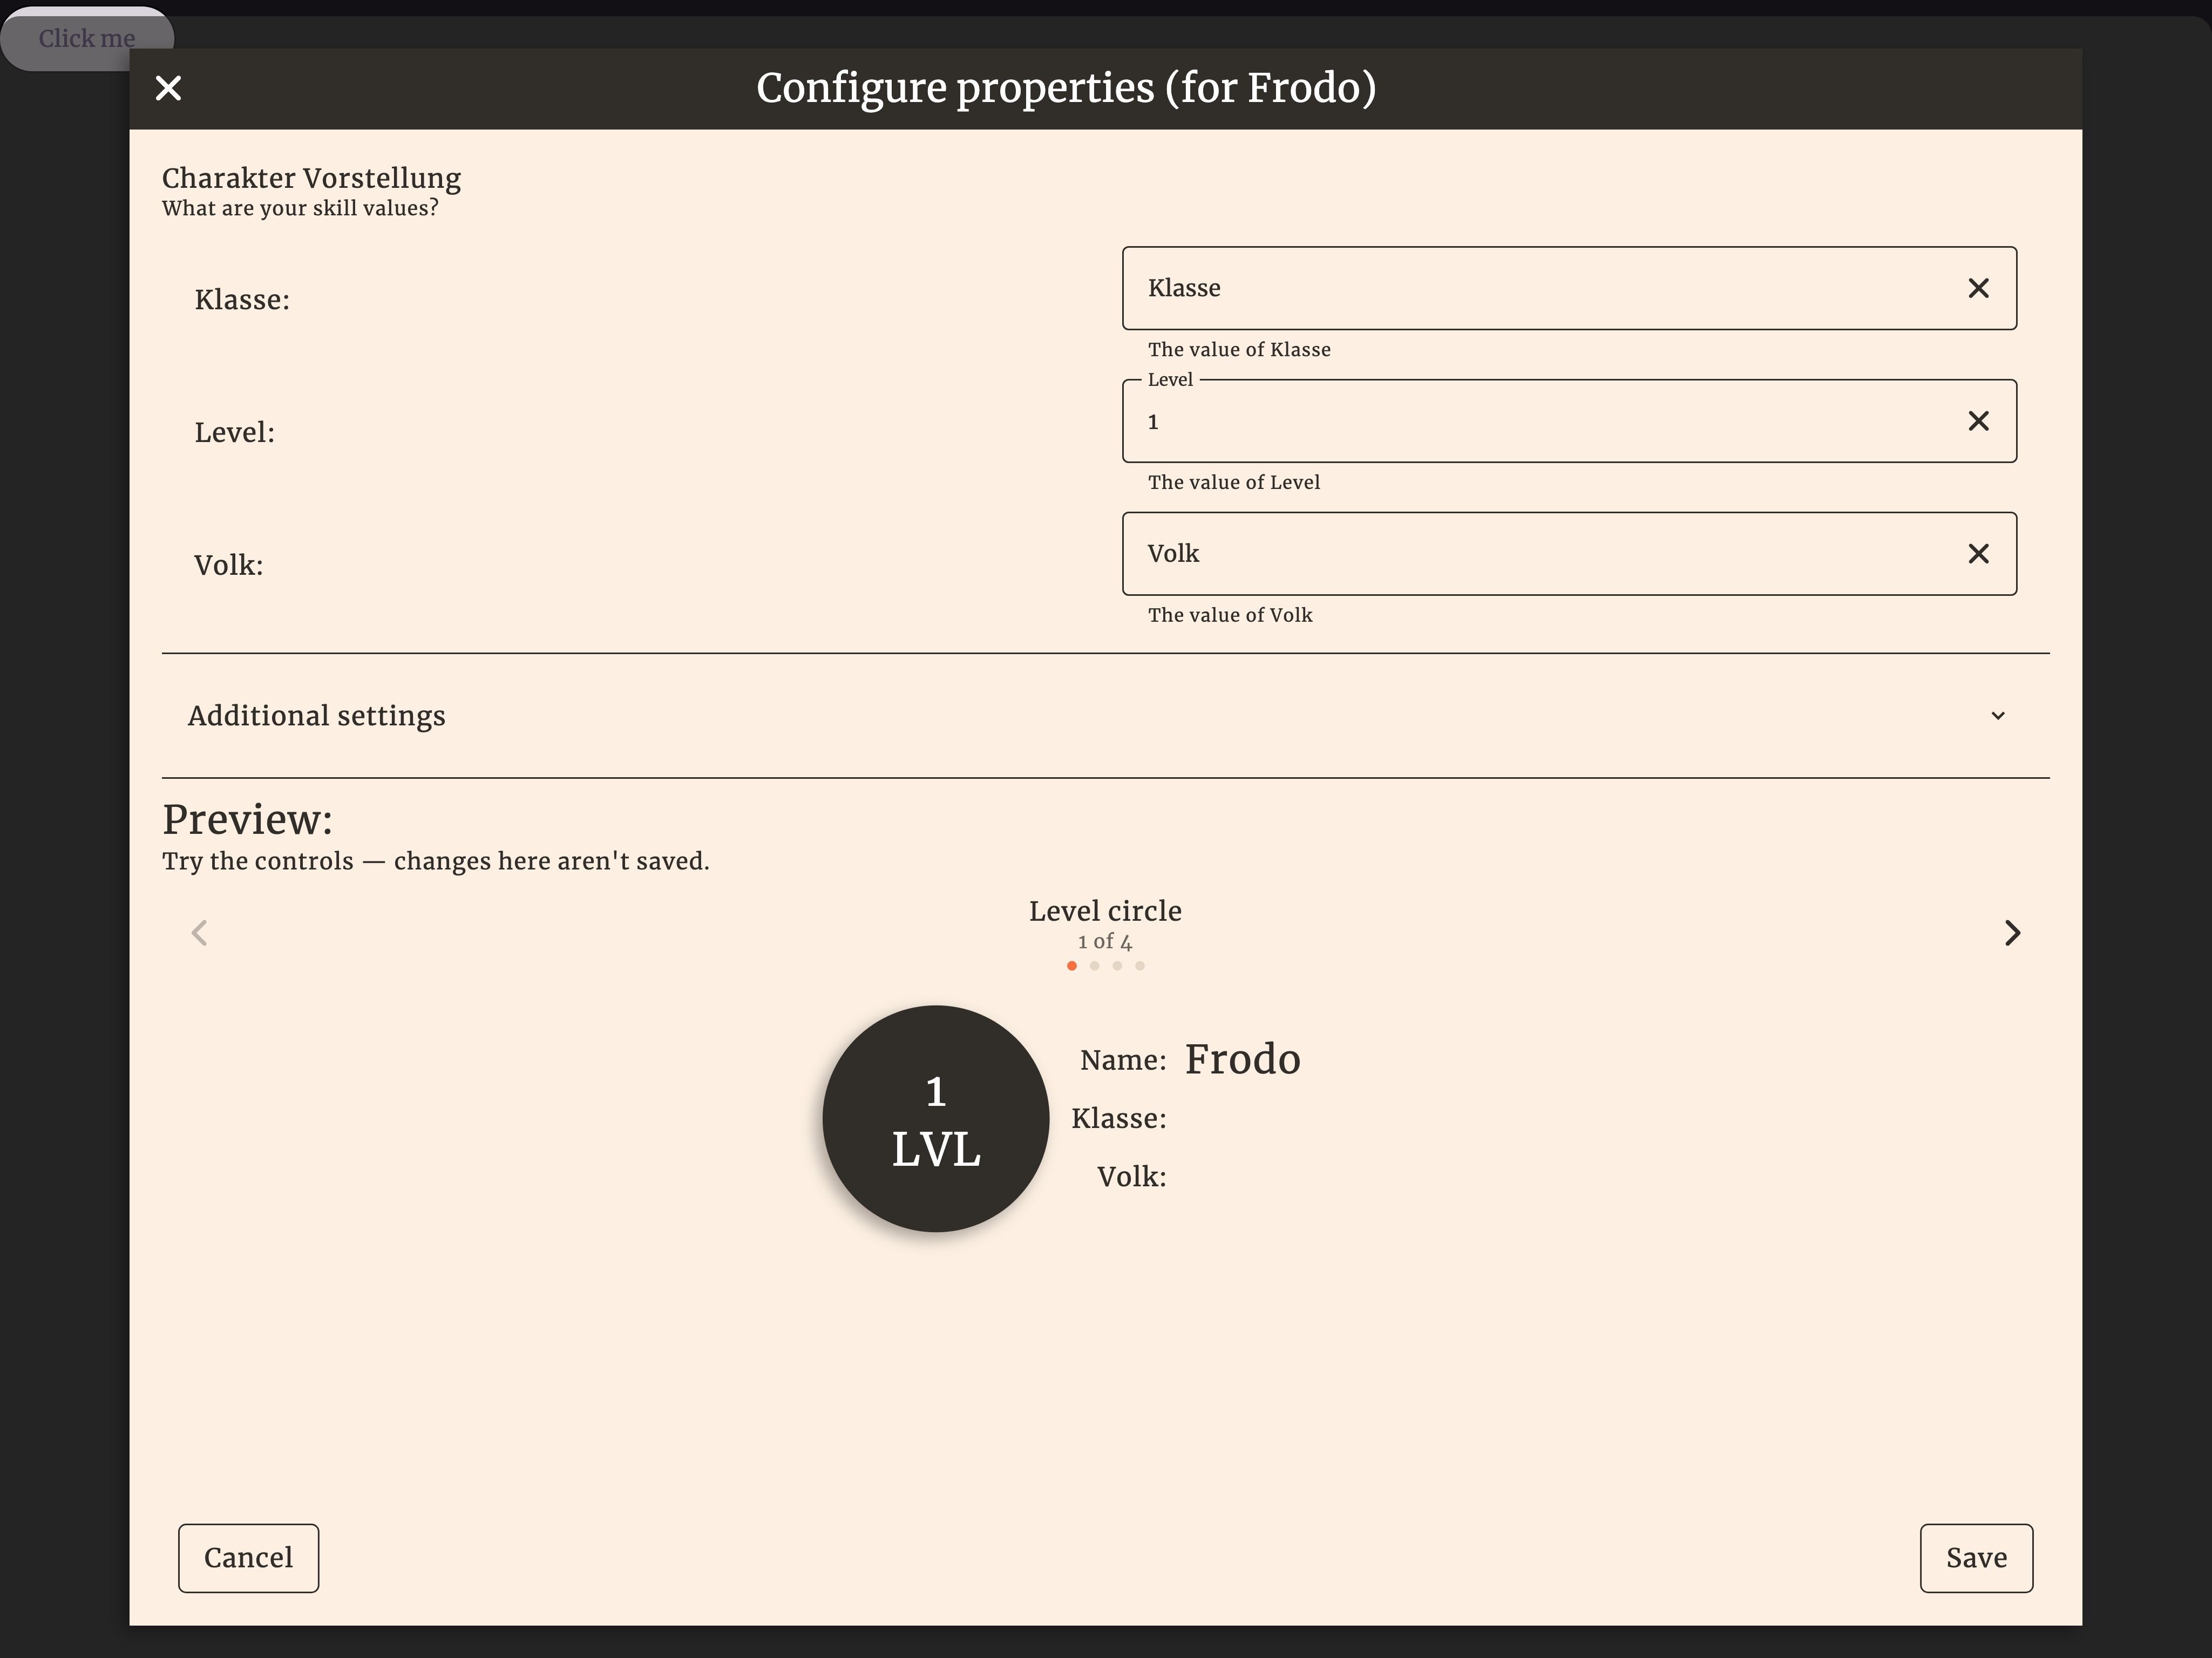 Click me
Configure properties (for Frodo)
Charakter Vorstellung
What are your skill values?
Klasse:
Klasse
The value of Klasse
Level
Level:
1
The value of Level
Volk:
Volk
The value of Volk
Additional settings
Preview:
Try the controls — changes here aren't saved.
Level circle
1 of 4
1
LVL
Name: Frodo
Klasse:
Volk:
Cancel
Save